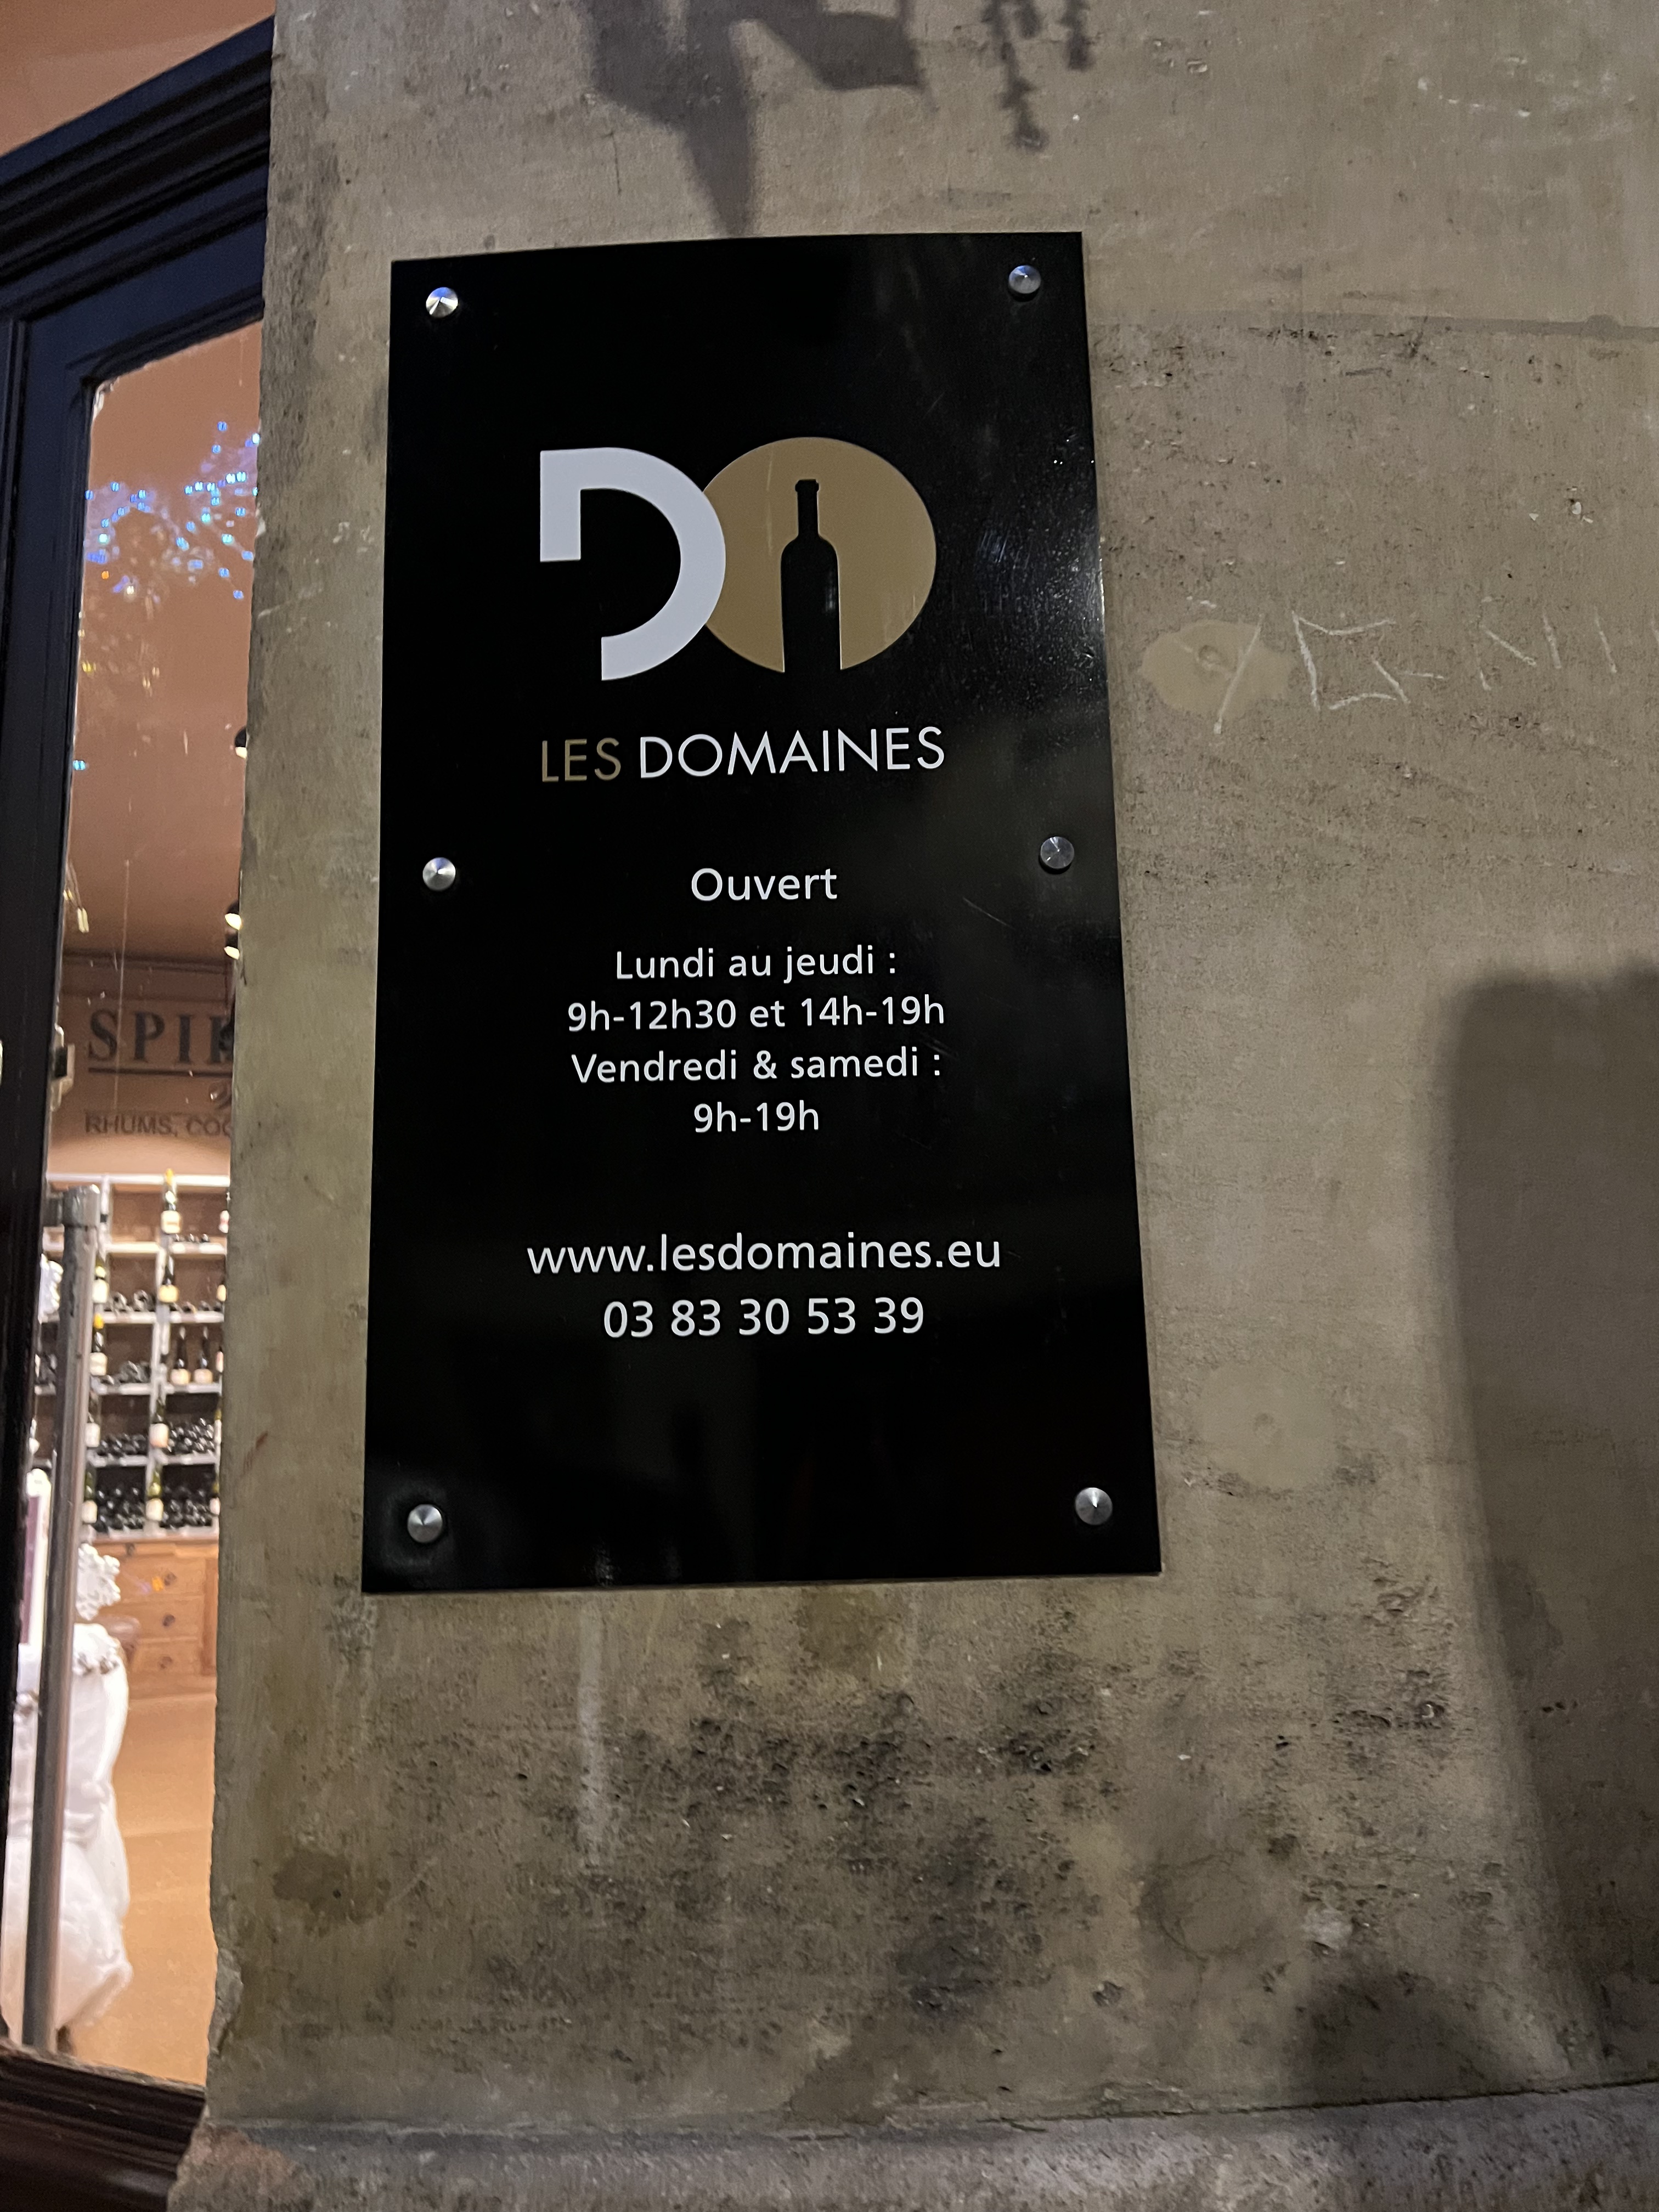 DO
LES DOMAINES
Ouvert
Lundi au jeudi :
9h-12h30 et 14h-19h
Vendredi & samedi :
9h-19h
www.lesdomaines.eu
03 83 30 53 39
RHUMS,